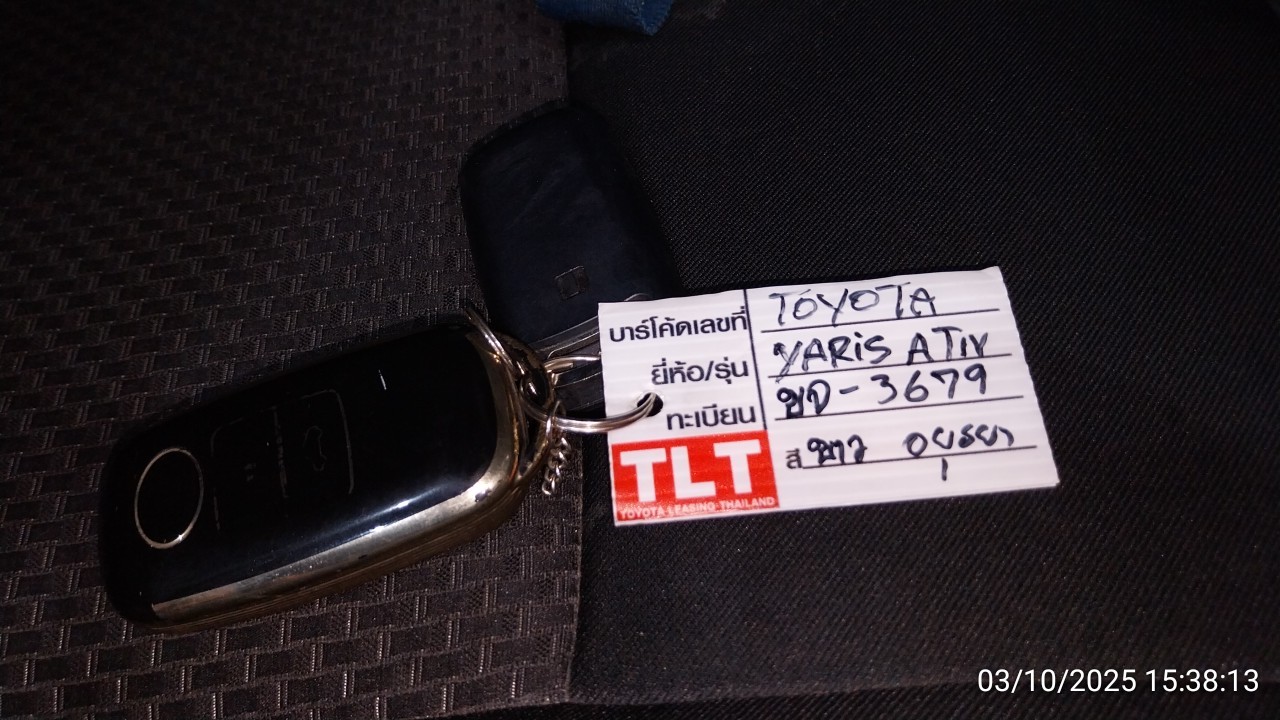 บาร์โค้ดเลขที่ TOYOTA
ยี่ห้อ/รุ่น YARiS ATIV
ทะเบียน ขด-3679
สี ขาว อยุธยา
TLT
TOYOTA LEASING THAILAND
03/10/2025 15:38:13